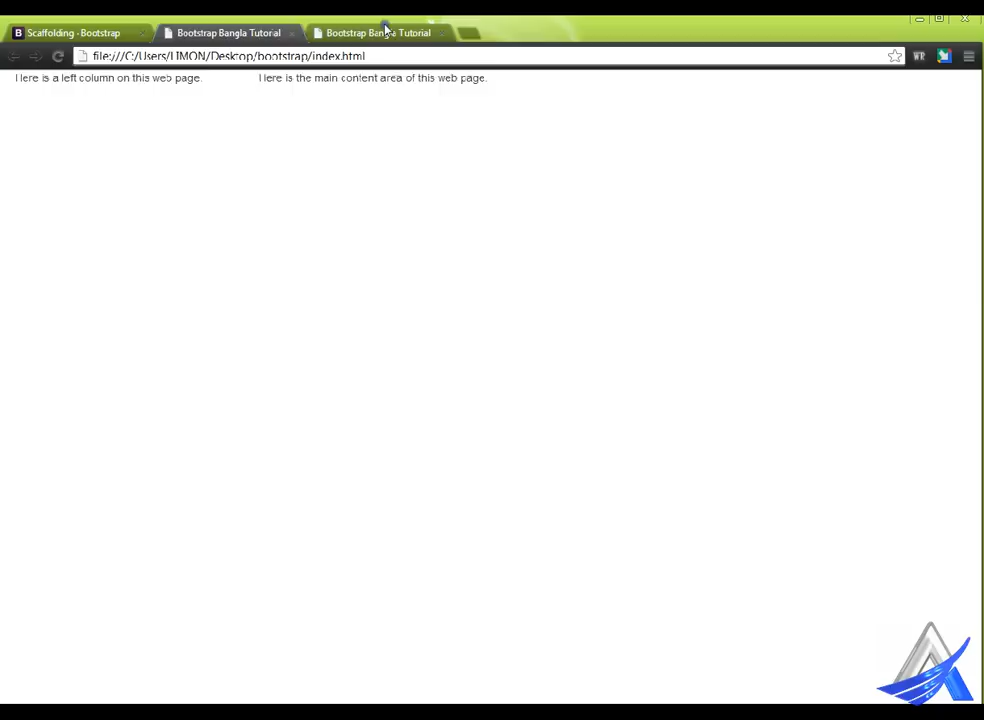 Scaffolding · Bootstrap
Bootstrap Bangla Tutorial
Bootstrap Bangla Tutorial
file:///C:/Users/LIMON/Desktop/bootstrap/index.html
WR
Here is a left column on this web page.
Here is the main content area of this web page.